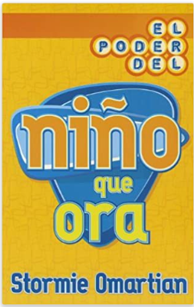 EL
PODER
DEL
niño
que
ora
Stormie Omartian